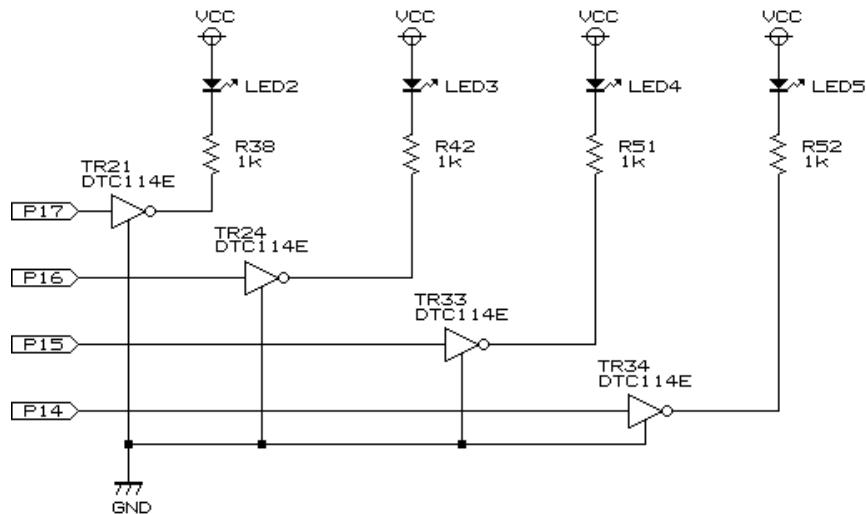 VCC VCC VCC VCC
LED2 LED3 LED4 LED5
R38 R42 R51 R52
1k 1k 1k 1k
TR21
DTC114E
P17
TR24
DTC114E
P16
TR33
DTC114E
P15
TR34
DTC114E
P14
GND